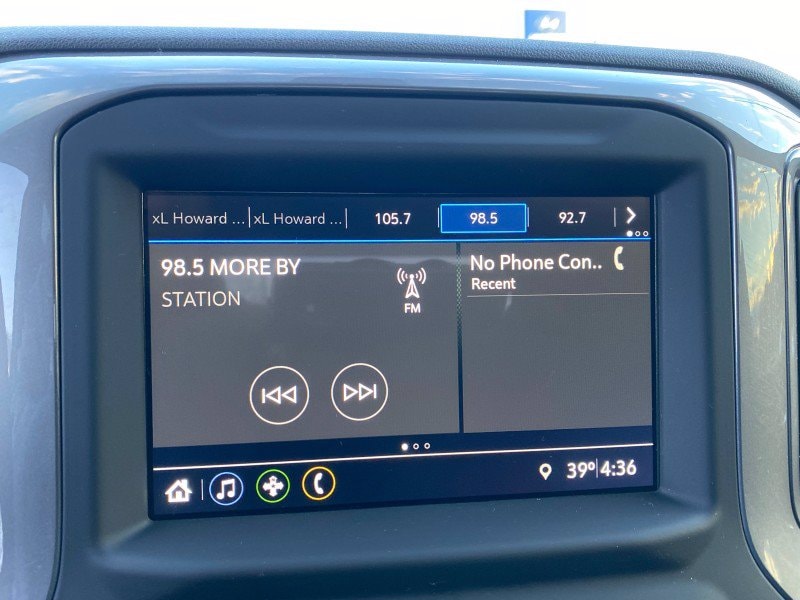 xL Howard ... xL Howard ... 105.7 98.5 92.7
98.5 MORE BY
STATION
FM
No Phone Con..
Recent
39° 4:36